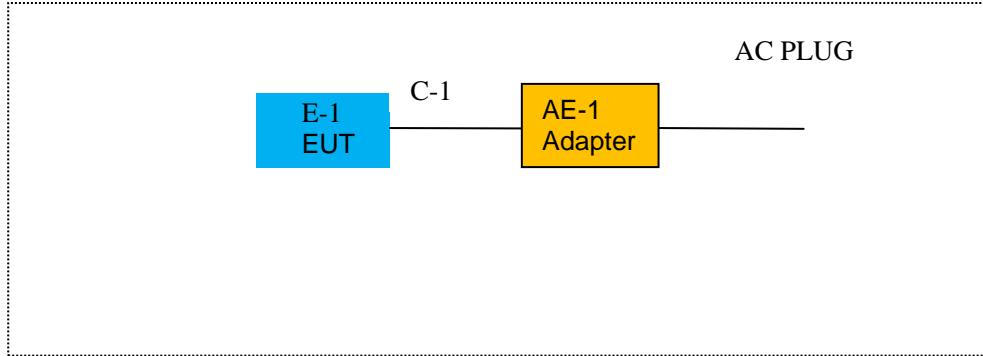 AC PLUG
C-1
E-1
EUT
AE-1
Adapter